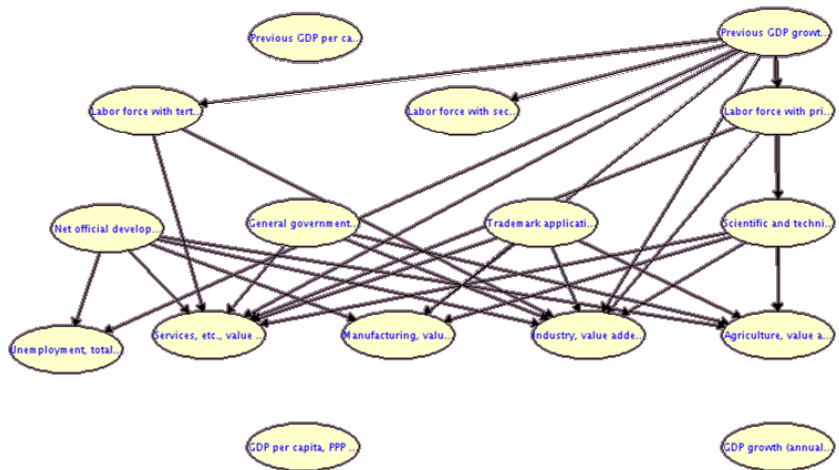 Previous GDP per ca...
Previous GDP growt...
Labor force with tert...
Labor force with sec...
Labor force with pri...
Net official develop...
General government...
Trademark applicati...
Scientific and techni...
Unemployment, total...
Services, etc., value ...
Manufacturing, valu...
Industry, value adde...
Agriculture, value a...
GDP per capita, PPP ...
GDP growth (annual...